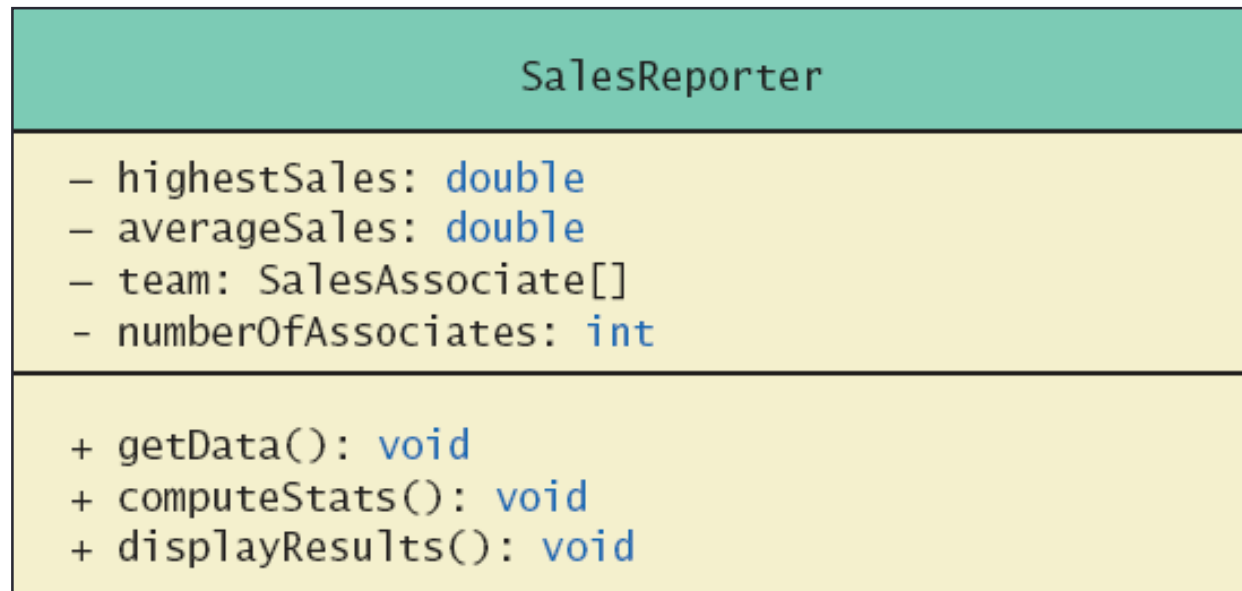 SalesReporter
– highestSales: double
– averageSales: double
– team: SalesAssociate[]
- numberOfAssociates: int
+ getData(): void
+ computeStats(): void
+ displayResults(): void